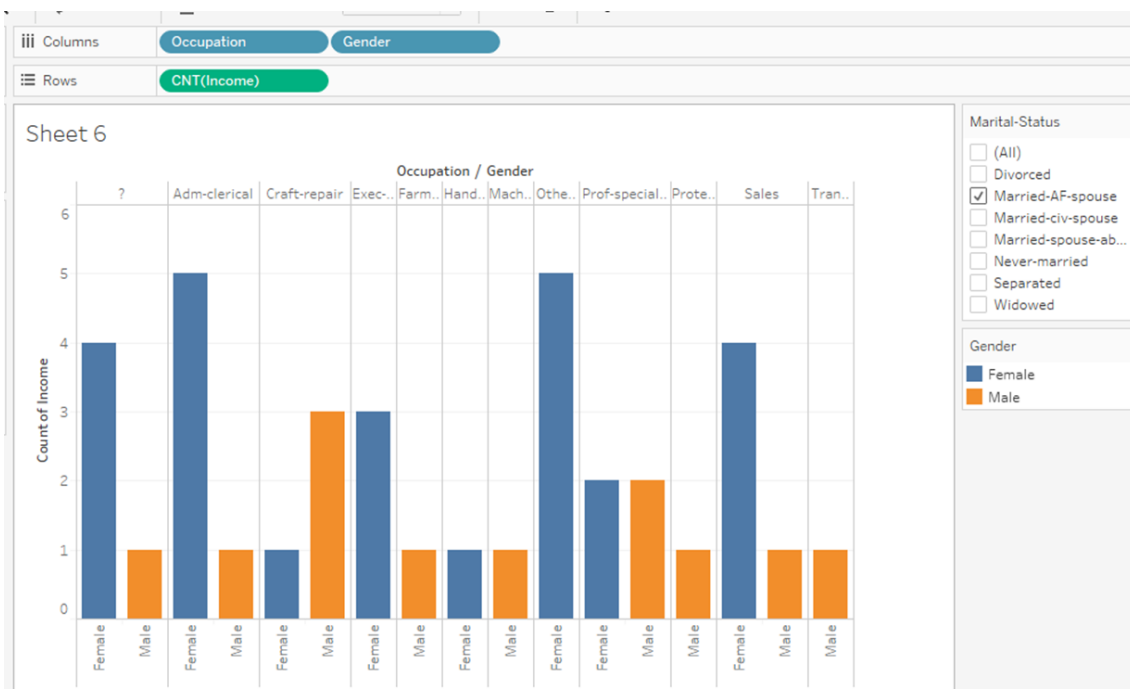 Columns Occupation Gender
Rows CNT(Income)
Sheet 6
Occupation / Gender
? Adm-clerical Craft-repair Exec-.. Farm.. Hand.. Mach.. Othe.. Prof-special.. Prote.. Sales Tran..
6
5
4
3
2
1
0
Count of Income
Female Male Female Male Female Male Female Male Female Male Female Female Male Male Female Male Male
Marital-Status
(All)
Divorced
Married-AF-spouse
Married-civ-spouse
Married-spouse-ab...
Never-married
Separated
Widowed
Gender
Female
Male